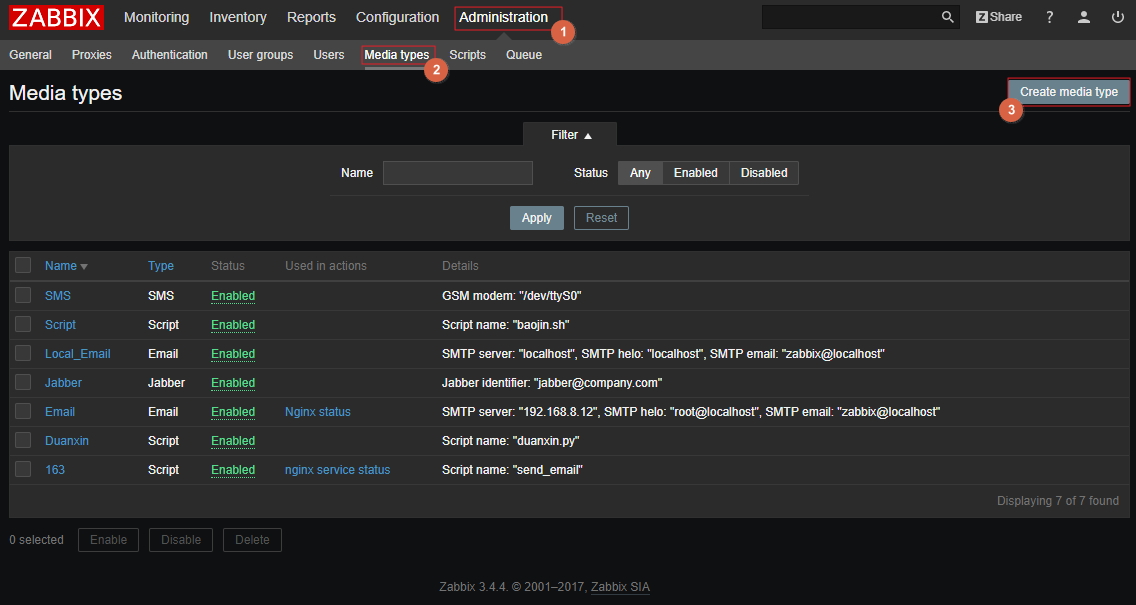 ZABBIX Monitoring Inventory Reports Configuration Administration Share ?
1
General Proxies Authentication User groups Users Media types Scripts Queue
2
Media types Create media type
3
Filter
Name Status Any Enabled Disabled
Apply Reset
Name Type Status Used in actions Details
SMS SMS Enabled GSM modem: "/dev/ttyS0"
Script Script Enabled Script name: "baojin.sh"
Local_Email Email Enabled SMTP server: "localhost", SMTP helo: "localhost", SMTP email: "zabbix@localhost"
Jabber Jabber Enabled Jabber identifier: "jabber@company.com"
Email Email Enabled Nginx status SMTP server: "192.168.8.12", SMTP helo: "root@localhost", SMTP email: "zabbix@localhost"
Duanxin Script Enabled Script name: "duanxin.py"
163 Script Enabled nginx service status Script name: "send_email"
Displaying 7 of 7 found
0 selected Enable Disable Delete
Zabbix 3.4.4. © 2001–2017, Zabbix SIA